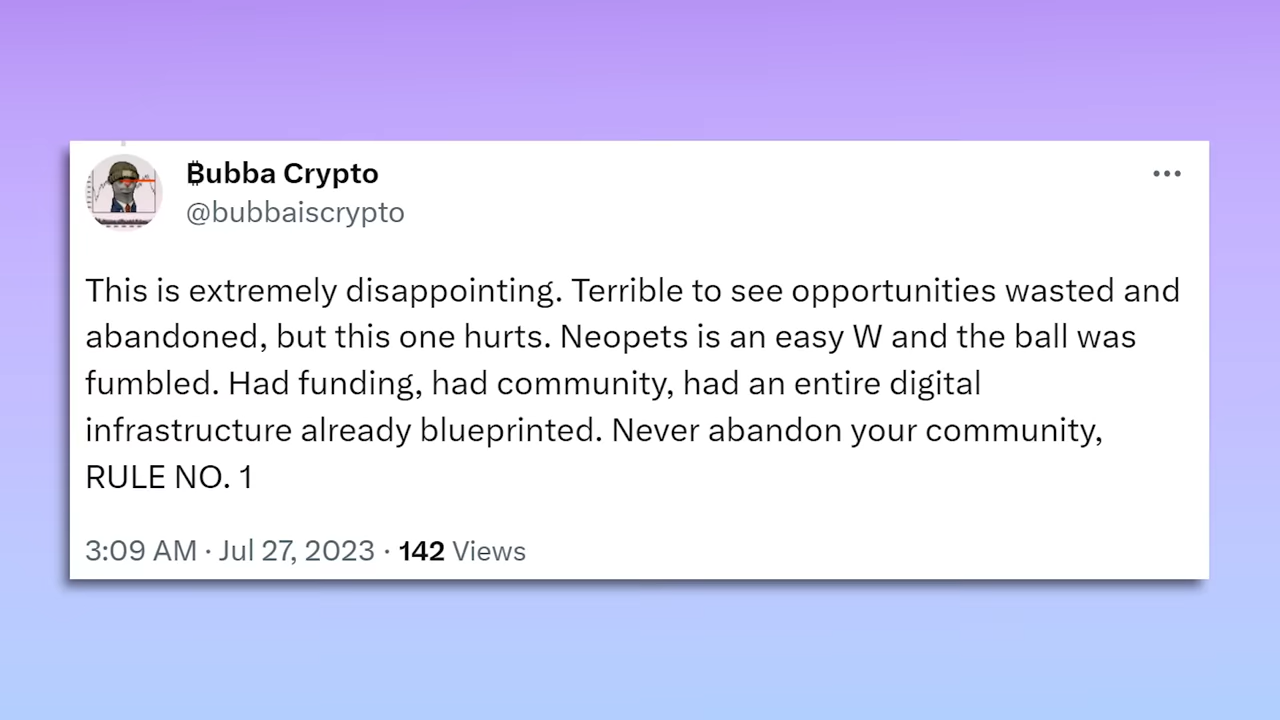 ₿ubba Crypto
@bubbaiscrypto
This is extremely disappointing. Terrible to see opportunities wasted and
abandoned, but this one hurts. Neopets is an easy W and the ball was
fumbled. Had funding, had community, had an entire digital
infrastructure already blueprinted. Never abandon your community,
RULE NO. 1
3:09 AM · Jul 27, 2023 · 142 Views